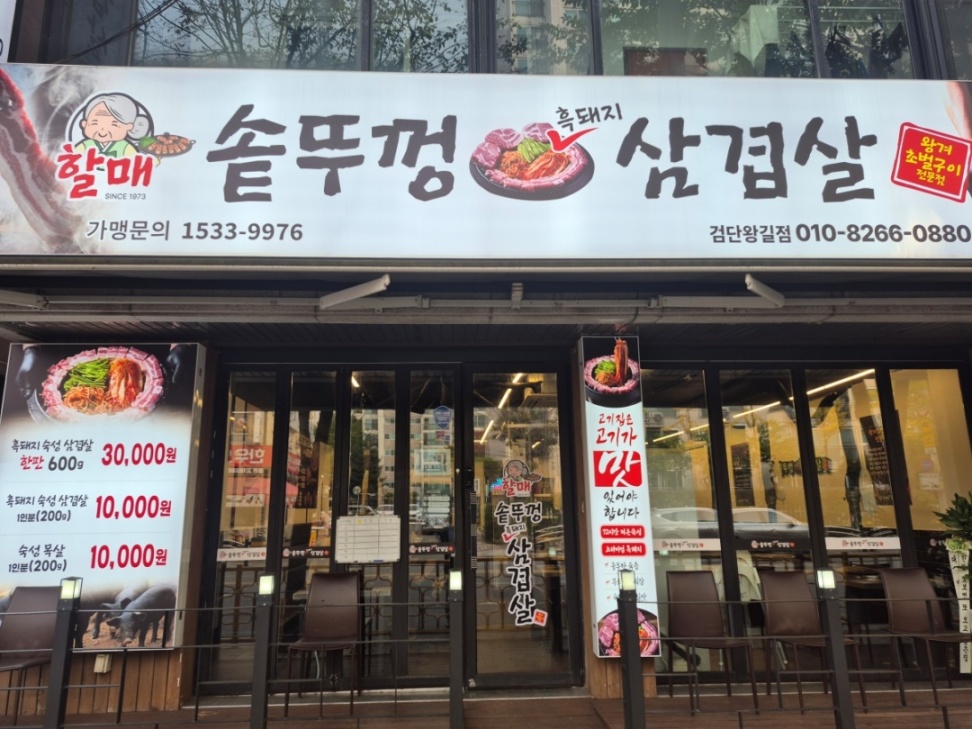 할매
SINCE 1973
솥뚜껑 흑돼지 삼겹살
왕겨
초벌구이
전문점
가맹문의 1533-9976
검단왕길점 010-8266-0880
흑돼지 숙성 삼겹살
한판 600g 30,000원
흑돼지 숙성 삼겹살
1인분(200g) 10,000원
숙성 목살
1인분(200g) 10,000원
할매
솥뚜껑
흑돼지
삼겹살
고기집은
고기가
맛
있어야
합니다